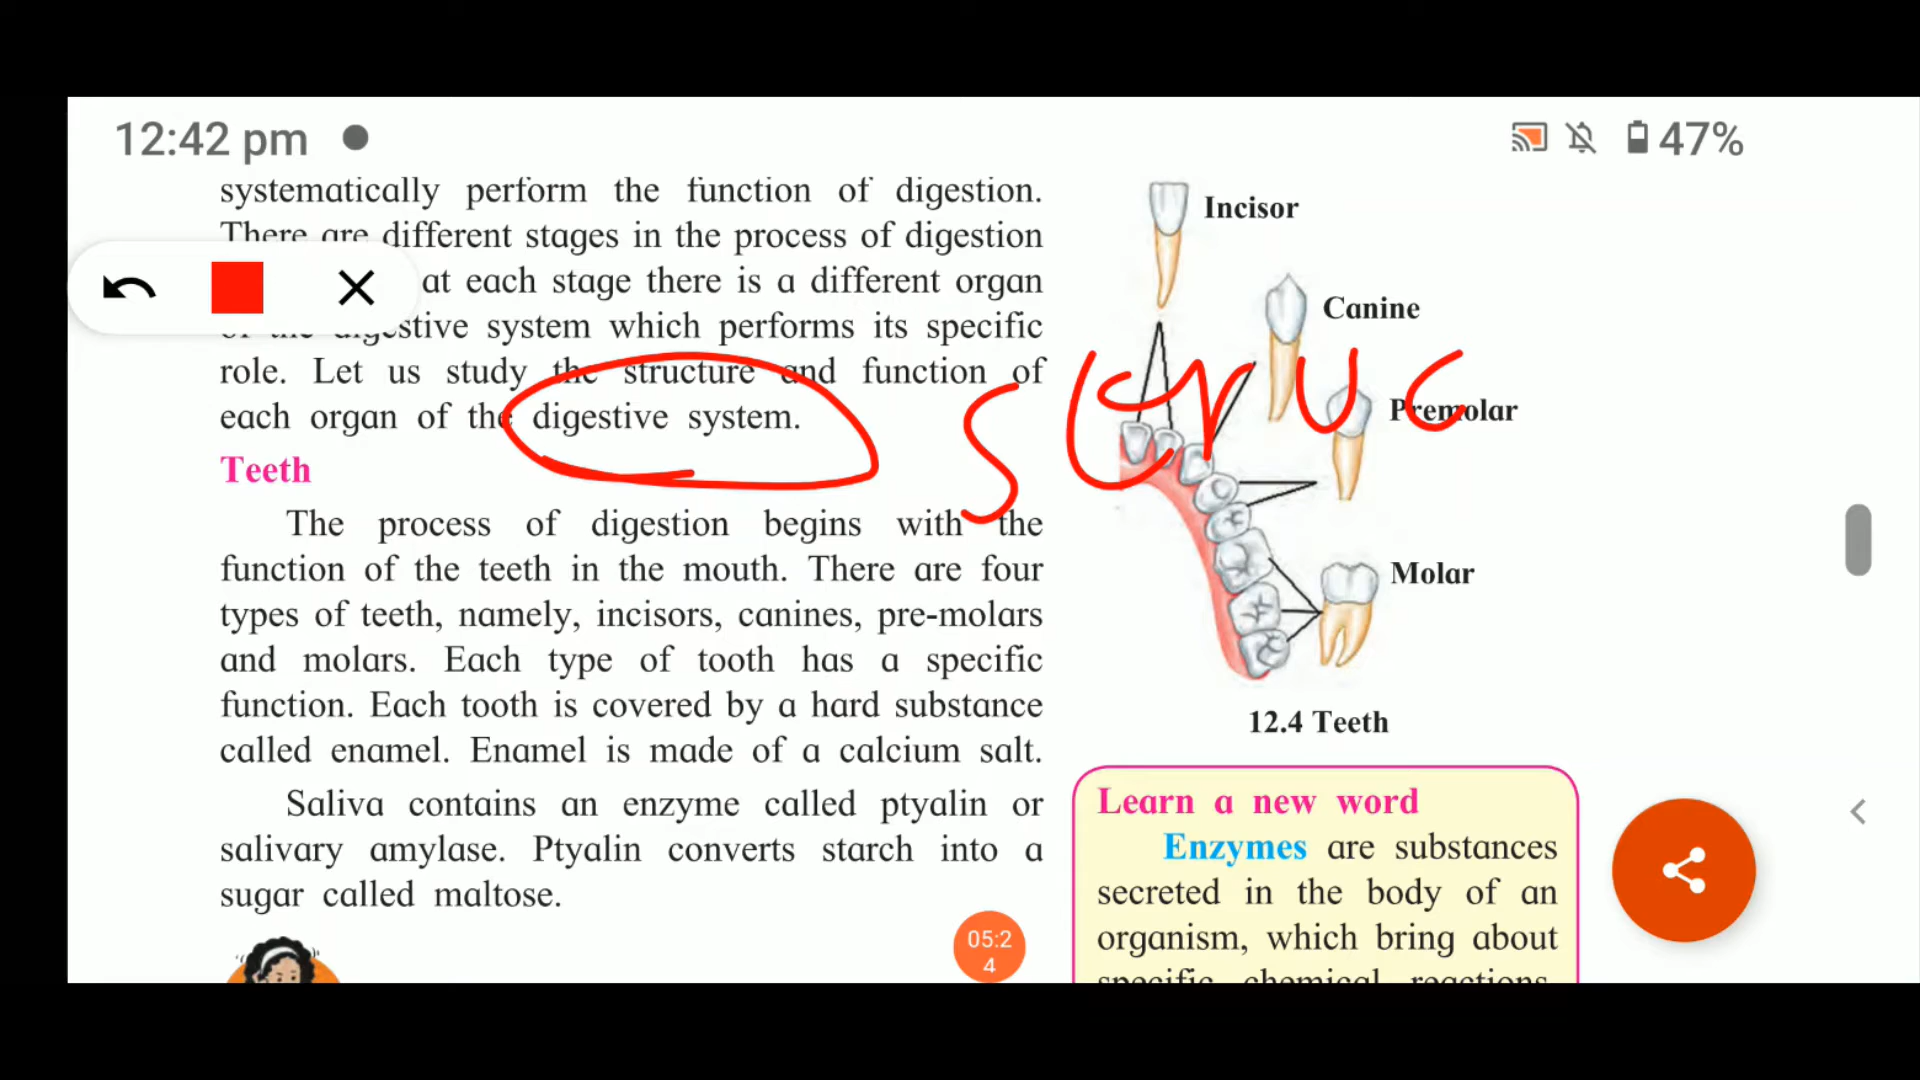 12:42 pm
47%
systematically perform the function of digestion.
There are different stages in the process of digestion
at each stage there is a different organ
of the digestive system which performs its specific
role. Let us study the structure and function of
each organ of the digestive system.
Teeth
The process of digestion begins with the
function of the teeth in the mouth. There are four
types of teeth, namely, incisors, canines, pre-molars
and molars. Each type of tooth has a specific
function. Each tooth is covered by a hard substance
called enamel. Enamel is made of a calcium salt.
Saliva contains an enzyme called ptyalin or
salivary amylase. Ptyalin converts starch into a
sugar called maltose.
05:2
4
Incisor
Canine
struc
Premolar
Molar
12.4 Teeth
Learn a new word
Enzymes are substances
secreted in the body of an
organism, which bring about
specific chemical reactions.